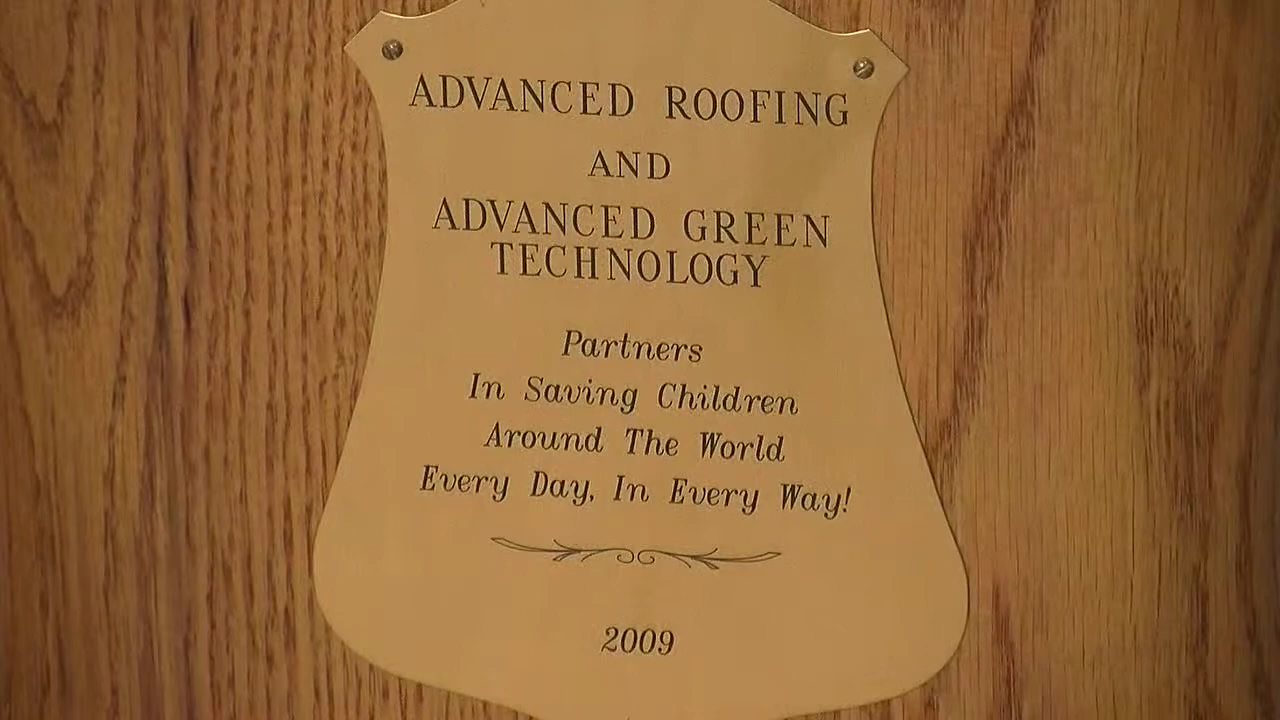 ADVANCED ROOFING
AND
ADVANCED GREEN
TECHNOLOGY
Partners
In Saving Children
Around The World
Every Day, In Every Way!
2009